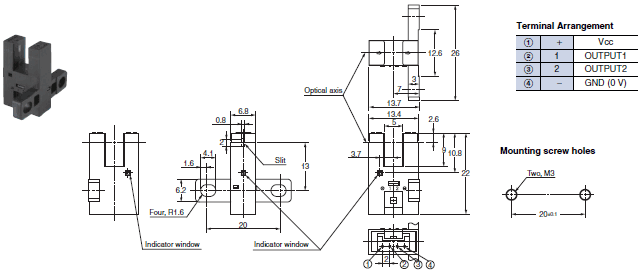 Terminal Arrangement
① + Vcc
② 1 OUTPUT1
③ 2 OUTPUT2
④ − GND (0 V)
12.6
26
3
7
Optical axis
13.7
13.4
5
2.6
6.8
0.8
2
4.1
1.6
Slit
13
3.7
9
10.8
22
6.2
Four, R1.6
20
Indicator window
Indicator window
2
① ② ③ ④
Mounting screw holes
Two, M3
20±0.1